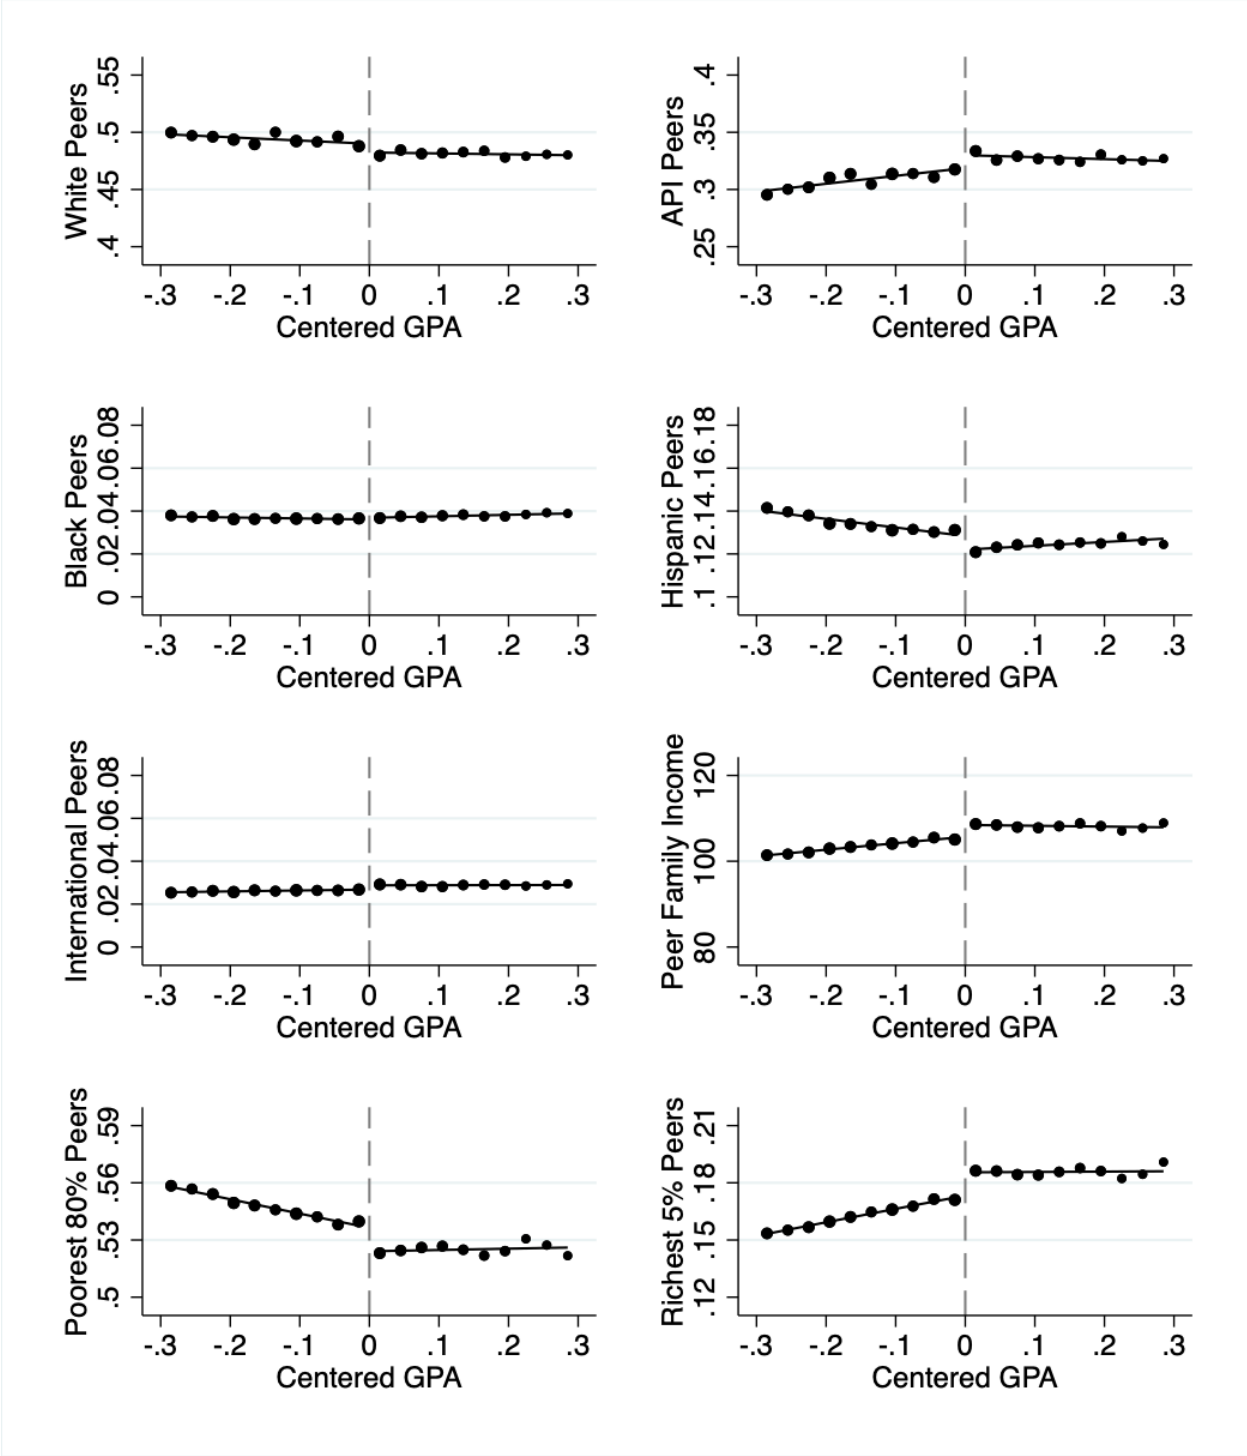 White Peers
.55
.5
.45
.4
-.3 -.2 -.1 0 .1 .2 .3
Centered GPA
API Peers
.4
.35
.3
.25
-.3 -.2 -.1 0 .1 .2 .3
Centered GPA
Black Peers
.08
.06
.04
.02
0
-.3 -.2 -.1 0 .1 .2 .3
Centered GPA
Hispanic Peers
.18
.16
.14
.12
.1
-.3 -.2 -.1 0 .1 .2 .3
Centered GPA
International Peers
.08
.06
.04
.02
0
-.3 -.2 -.1 0 .1 .2 .3
Centered GPA
Peer Family Income
120
100
80
-.3 -.2 -.1 0 .1 .2 .3
Centered GPA
Poorest 80% Peers
.59
.56
.53
.5
-.3 -.2 -.1 0 .1 .2 .3
Centered GPA
Richest 5% Peers
.21
.18
.15
.12
-.3 -.2 -.1 0 .1 .2 .3
Centered GPA